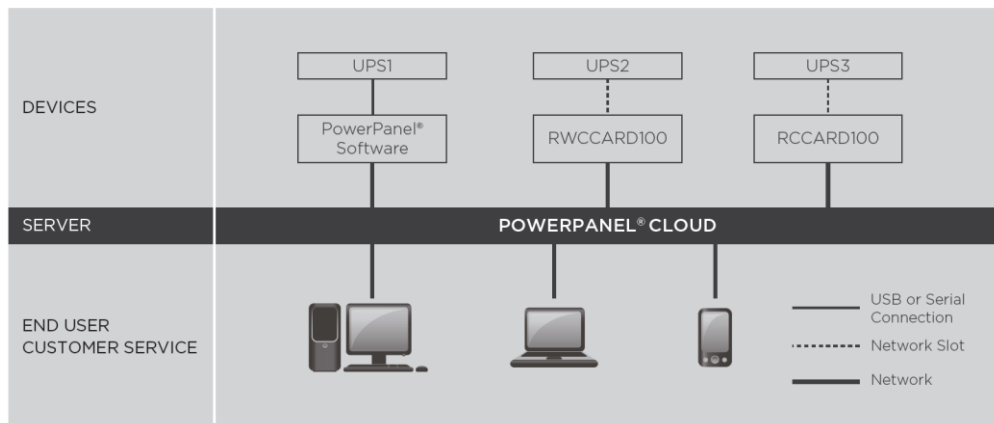 DEVICES
UPS1
UPS2
UPS3
PowerPanel®
Software
RWCCARD100
RCCARD100
SERVER
POWERPANEL® CLOUD
END USER
CUSTOMER SERVICE
USB or Serial
Connection
Network Slot
Network